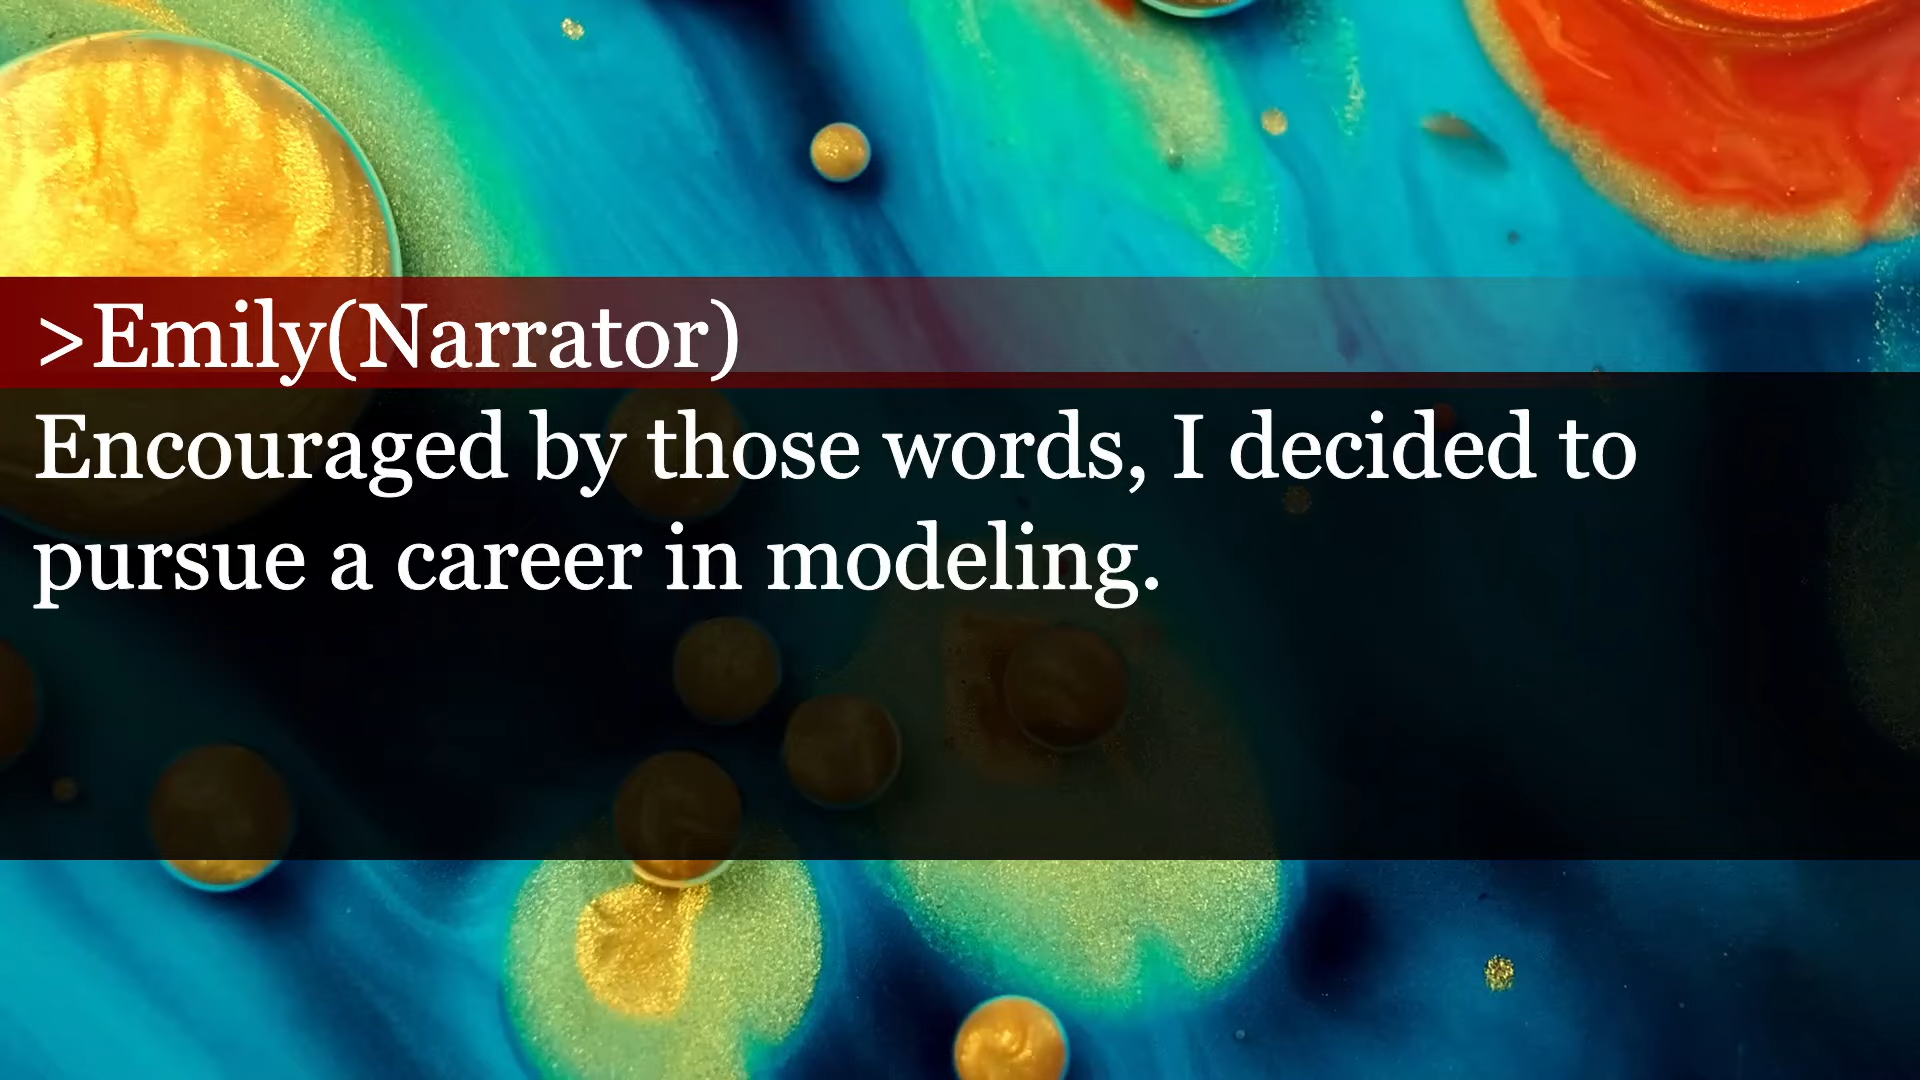 >Emily(Narrator)
Encouraged by those words, I decided to
pursue a career in modeling.